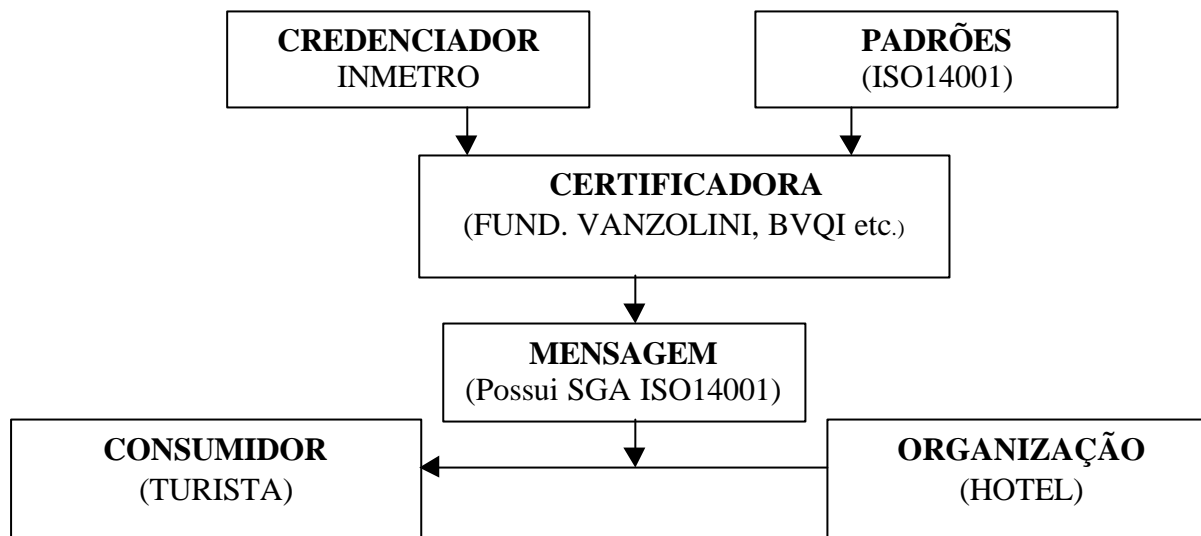 CREDENCIADOR
INMETRO
PADRÕES
(ISO14001)
CERTIFICADORA
(FUND. VANZOLINI, BVQI etc.)
MENSAGEM
(Possui SGA ISO14001)
CONSUMIDOR
(TURISTA)
ORGANIZAÇÃO
(HOTEL)